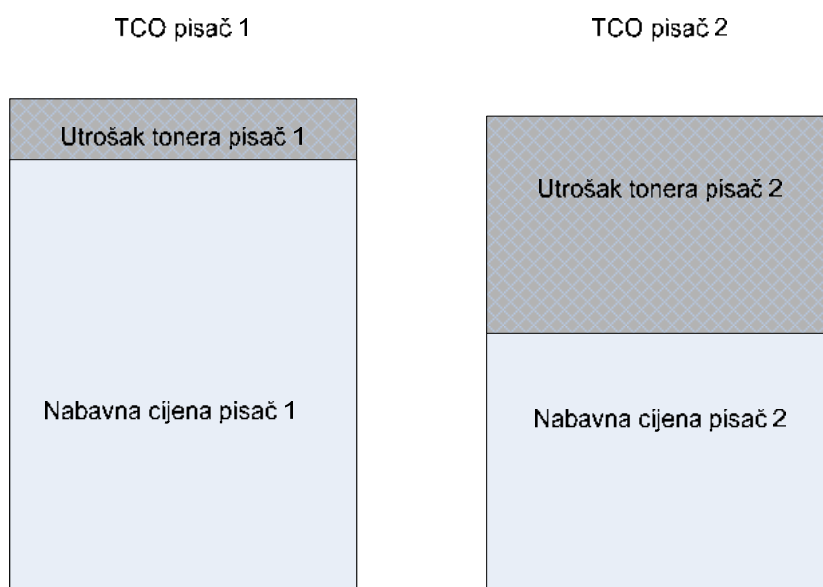 TCO pisač 1
TCO pisač 2
Utrošak tonera pisač 1
Utrošak tonera pisač 2
Nabavna cijena pisač 1
Nabavna cijena pisač 2